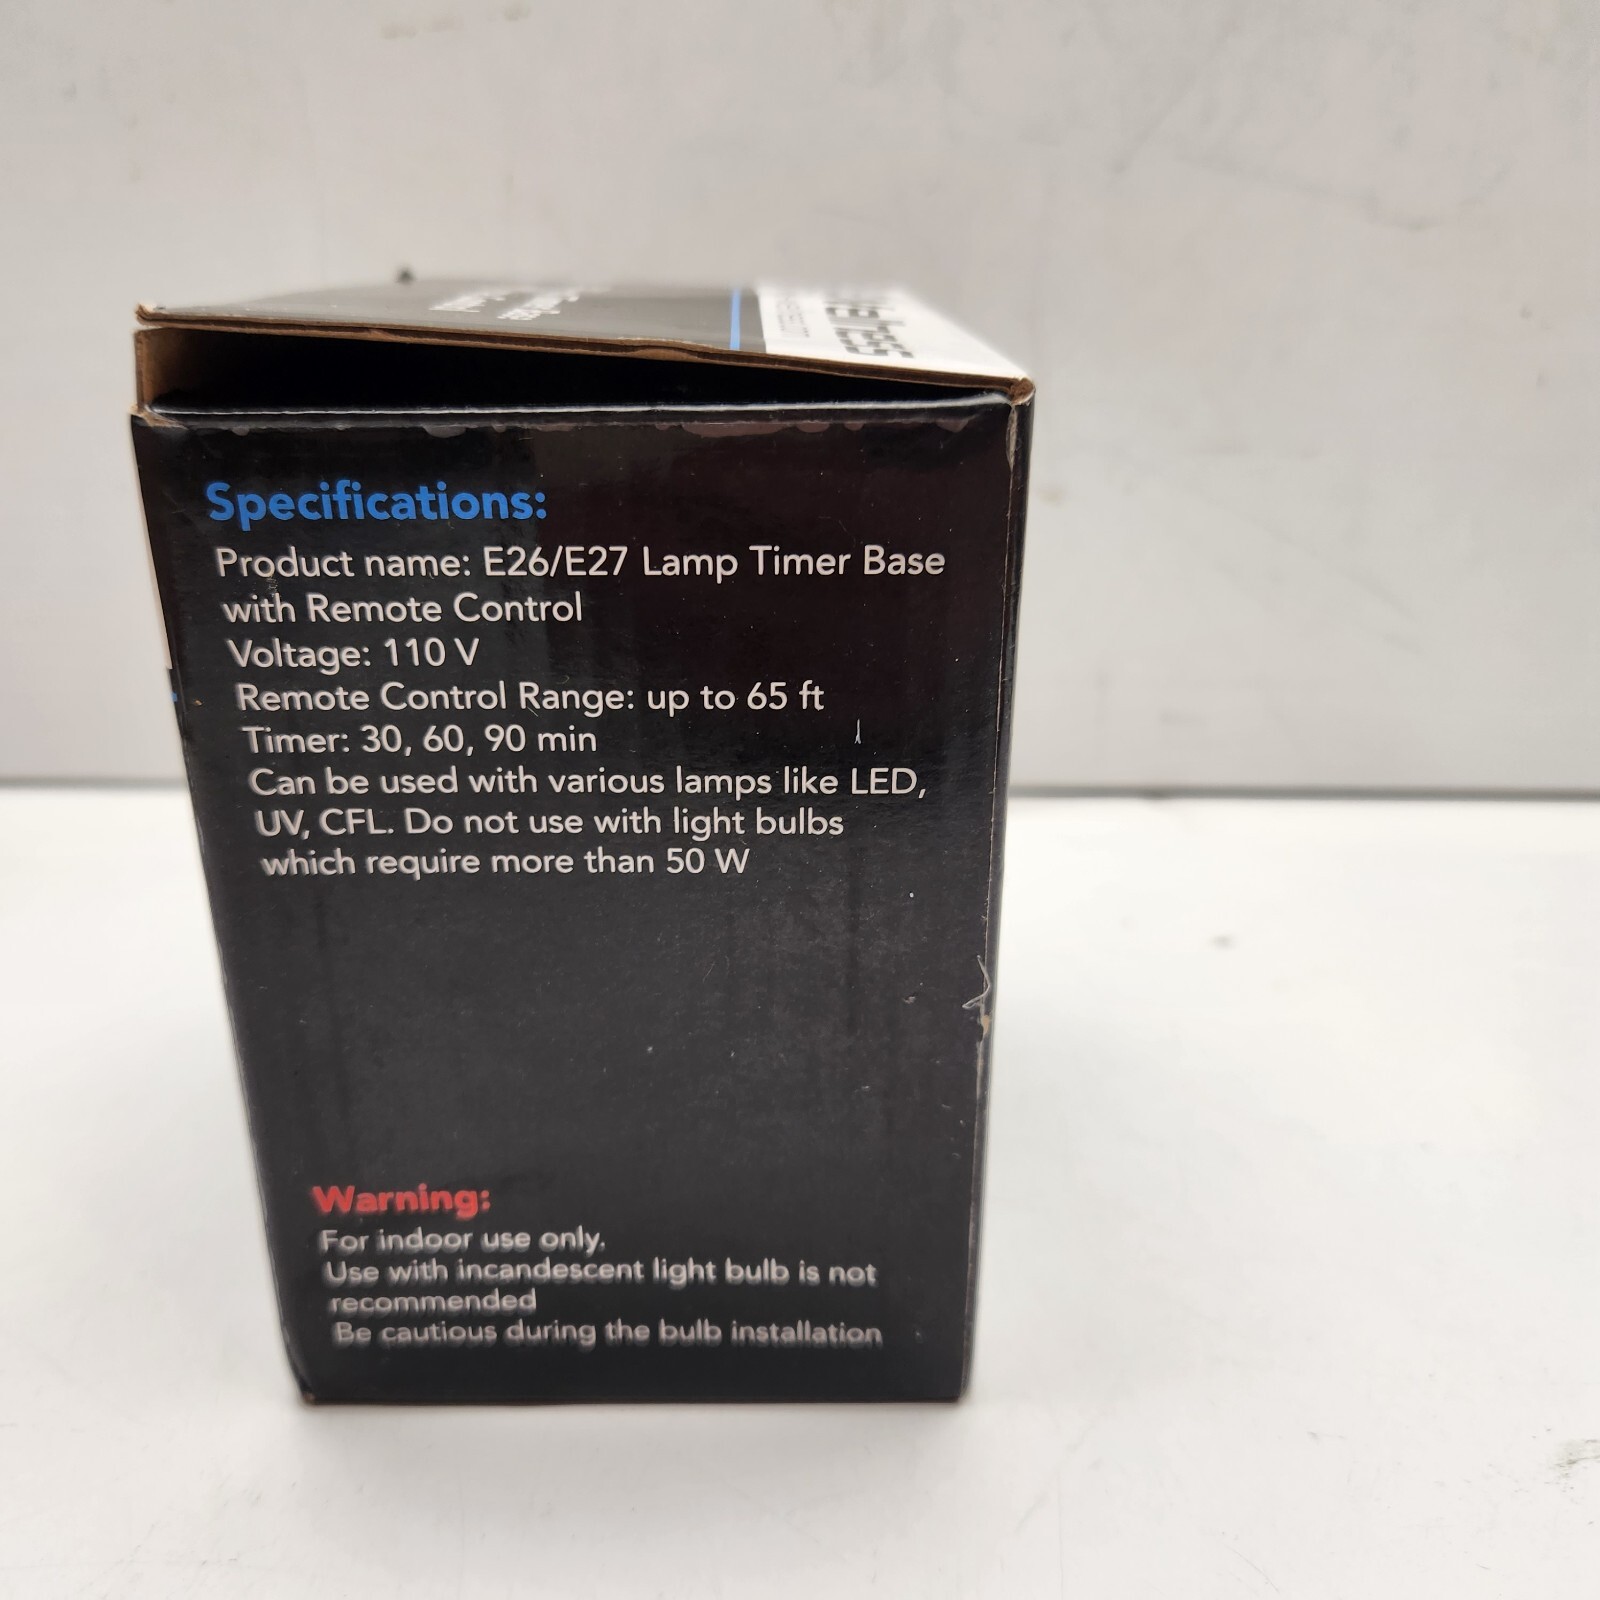 Specifications:
Product name: E26/E27 Lamp Timer Base
with Remote Control
Voltage: 110 V
Remote Control Range: up to 65 ft
Timer: 30, 60, 90 min
Can be used with various lamps like LED,
UV, CFL. Do not use with light bulbs
which require more than 50 W
Warning:
For indoor use only.
Use with incandescent light bulb is not
recommended
Be cautious during the bulb installation